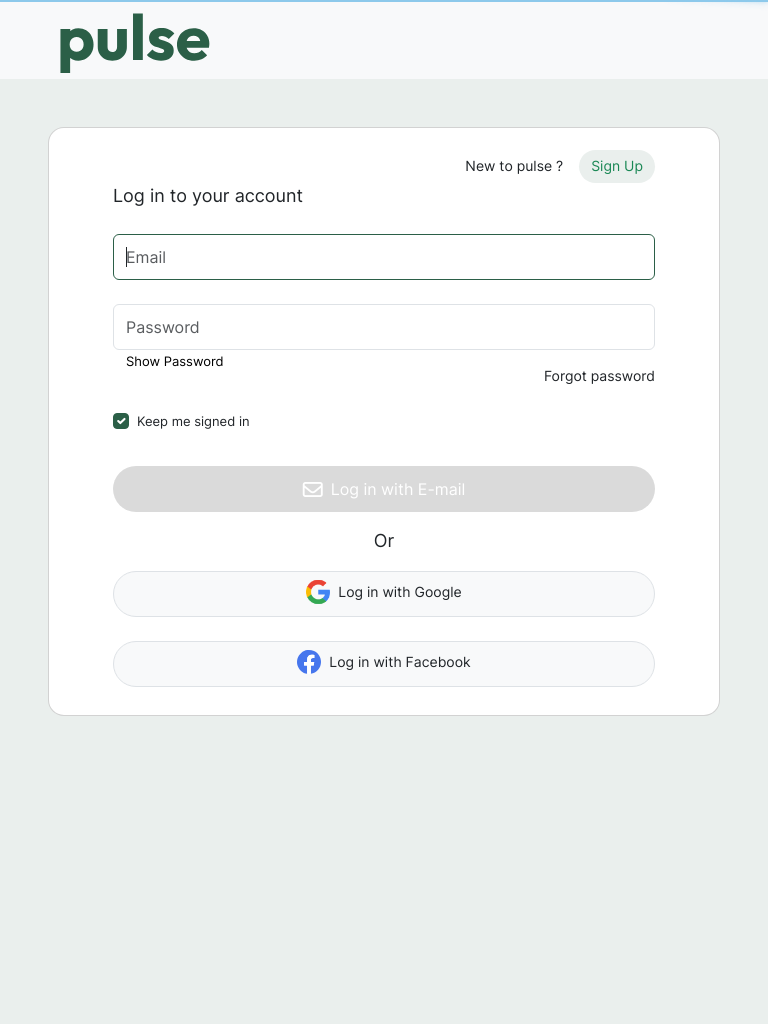 pulse
New to pulse ? Sign Up
Log in to your account
Email
Password
Show Password
Forgot password
Keep me signed in
Log in with E-mail
Or
Log in with Google
Log in with Facebook